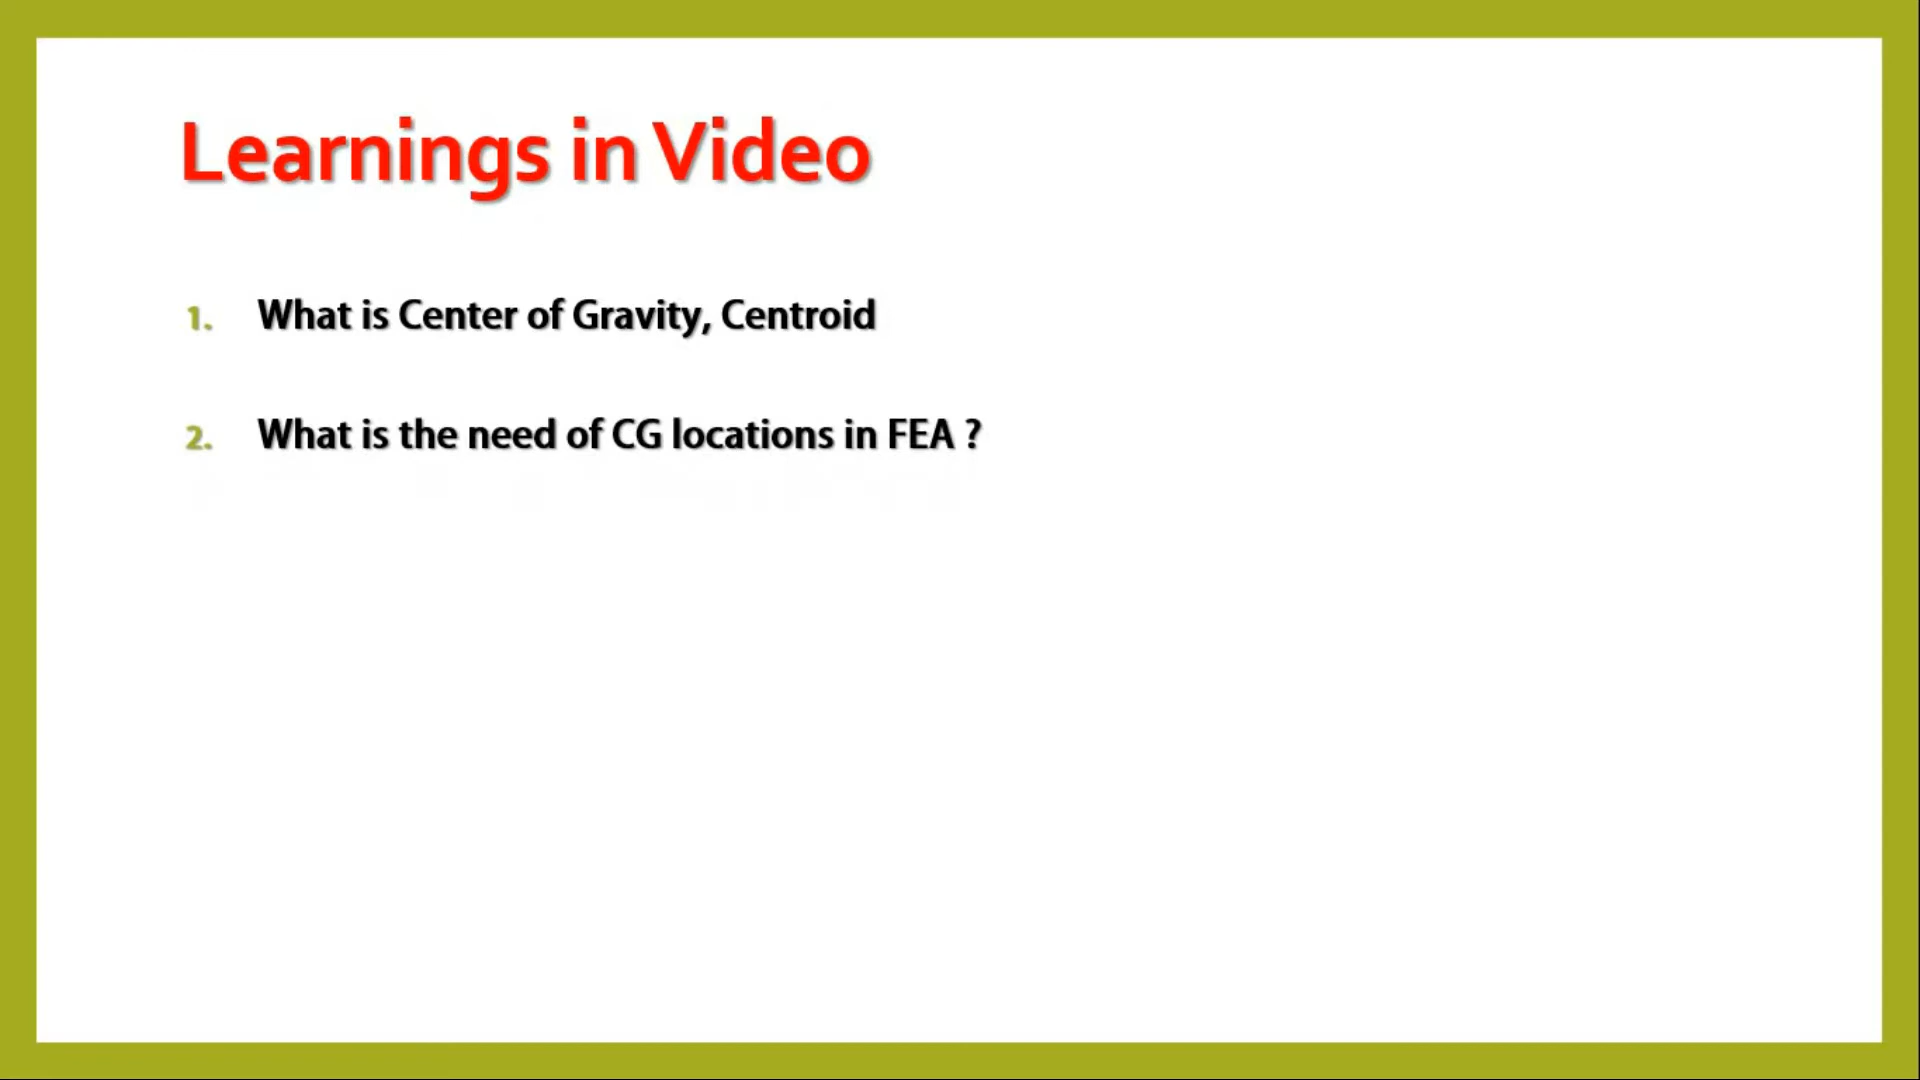 Learnings in Video
1. What is Center of Gravity, Centroid
2. What is the need of CG locations in FEA ?